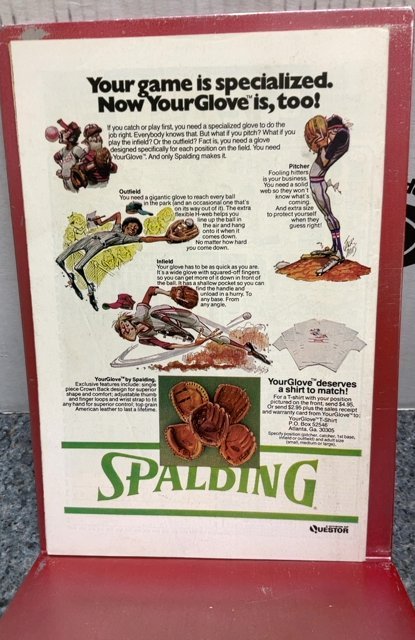 Your game is specialized.
Now YourGlove™ is, too!
If you catch or play first, you need a specialized glove to do the
job right. Everybody knows that. But what if you pitch? What if you
play the infield? Or the outfield? Fact is, you need a glove
designed specifically for each position on the field. You need
YourGlove™. And only Spalding makes it.
Pitcher
Fooling hitters
is your business.
You need a solid
web so they won't
know what's
coming.
And extra size
to protect yourself
when they
guess right!
Outfield
You need a gigantic glove to reach every ball
in the park (and an occasional one that's
on its way out of it). The extra
flexible H-web helps you
line up the ball in
the air and hang
onto it when it
comes down.
No matter how hard
you come down.
Infield
Your glove has to be as quick as you are.
It's a wide glove with squared-off fingers
so you can get more of it down in front of
the ball. It has a shallow pocket so you can
find the handle and
unload in a hurry. To
any base. From
any angle.
YourGlove™ by Spalding.
Exclusive features include: single
piece Crown Back design for superior
shape and comfort; adjustable thumb
and finger loops and wrist strap to fit
any hand for superior control; top-grain
American leather to last a lifetime.
YourGlove™ deserves
a shirt to match!
For a T-shirt with your position
pictured on the front, send $4.95.
Or send $2.95 plus the sales receipt
and warranty card from YourGlove™ to:
YourGlove™ T-Shirt
P.O. Box 52546
Atlanta, Ga. 30305
Specify position (pitcher, catcher, 1st base,
infield or outfield) and adult size
(small, medium or large).
SPALDING
A DIVISION OF
QUESTOR